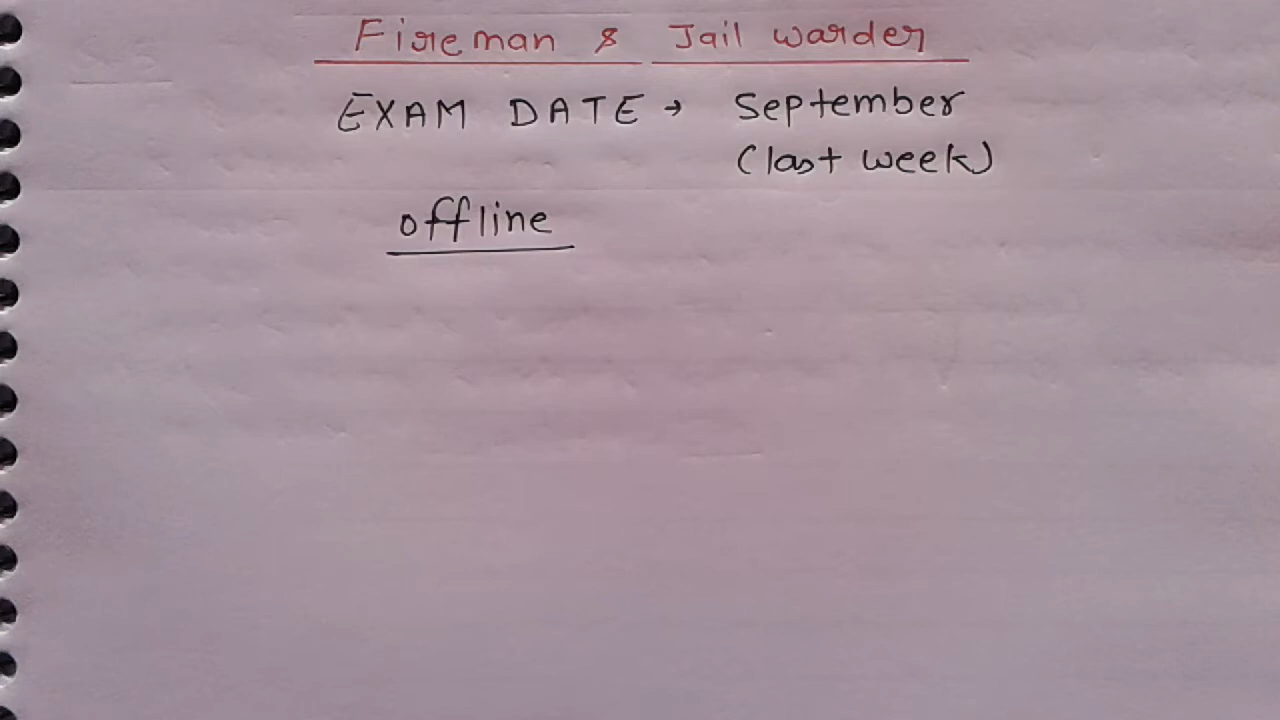 Fireman & Jail warder
EXAM DATE → September
(last week)
offline